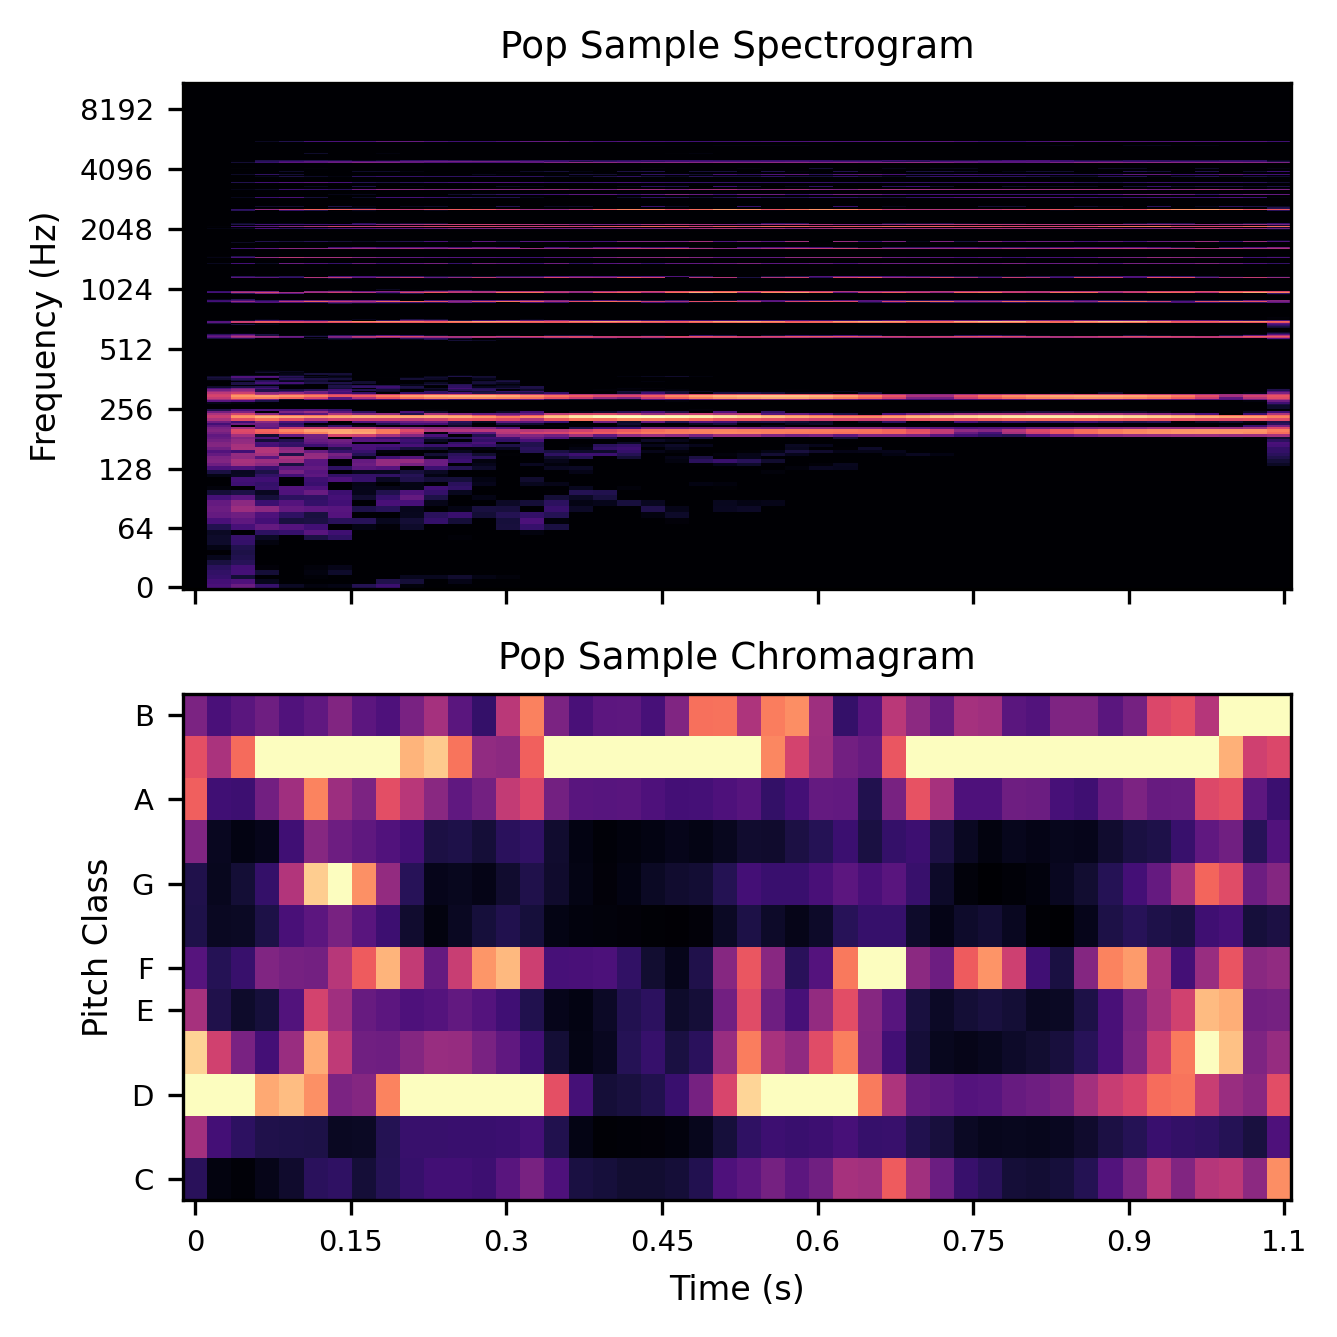 Pop Sample Spectrogram
8192
4096
2048
1024
512
256
128
64
0
Frequency (Hz)
Pop Sample Chromagram
B
A
G
F
E
D
C
Pitch Class
0 0.15 0.3 0.45 0.6 0.75 0.9 1.1
Time (s)